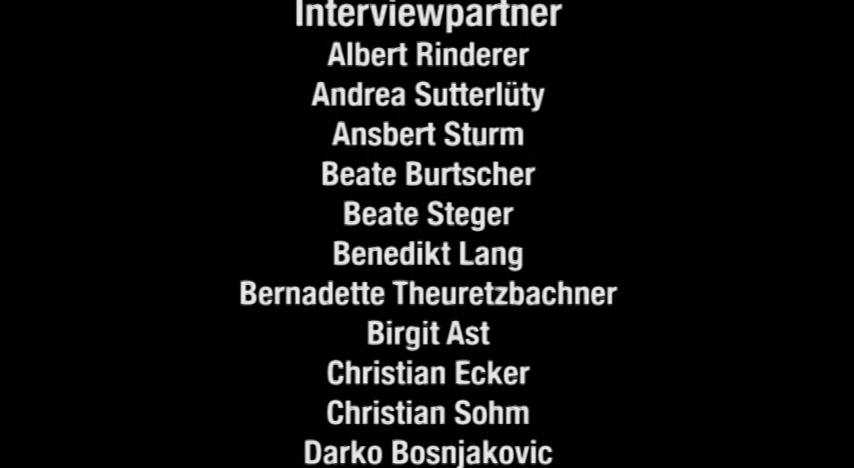 Interviewpartner
Albert Rinderer
Andrea Sutterlüty
Ansbert Sturm
Beate Burtscher
Beate Steger
Benedikt Lang
Bernadette Theuretzbachner
Birgit Ast
Christian Ecker
Christian Sohm
Darko Bosnjakovic